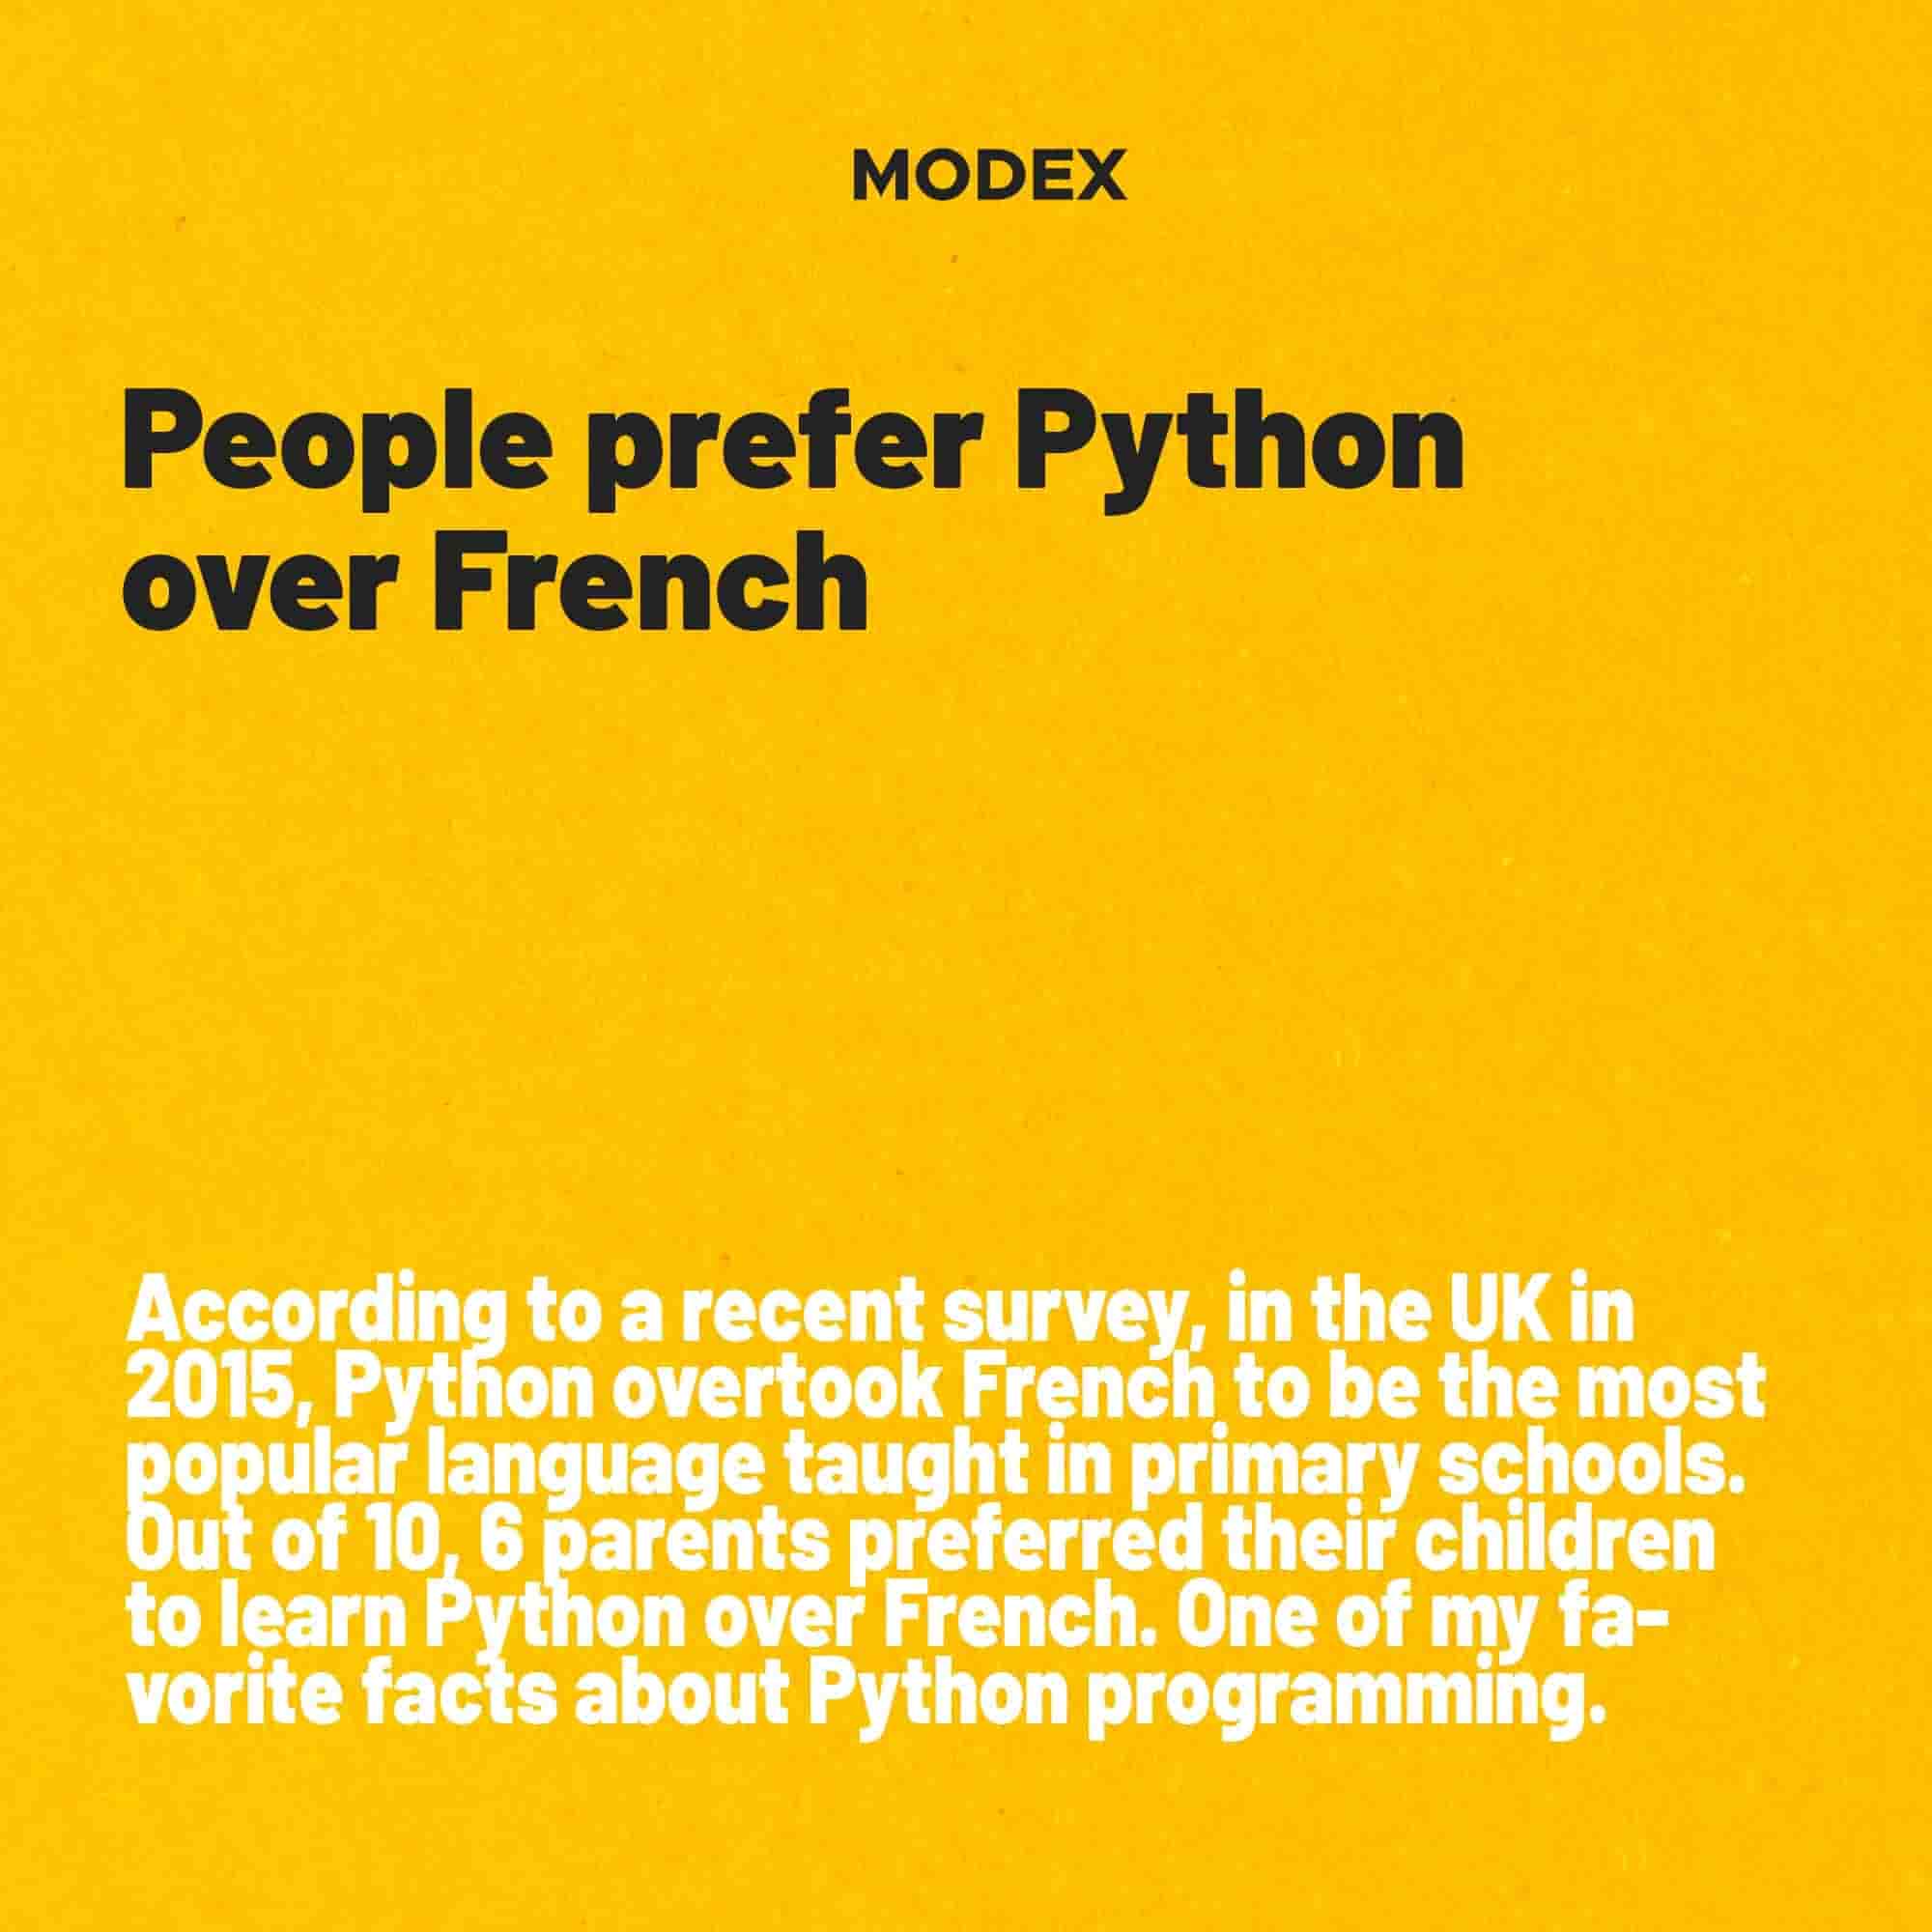 MODEX
People prefer Python
over French
According to a recent survey, in the UK in
2015, Python overtook French to be the most
popular language taught in primary schools.
Out of 10, 6 parents preferred their children
to learn Python over French. One of my fa-
vorite facts about Python programming.